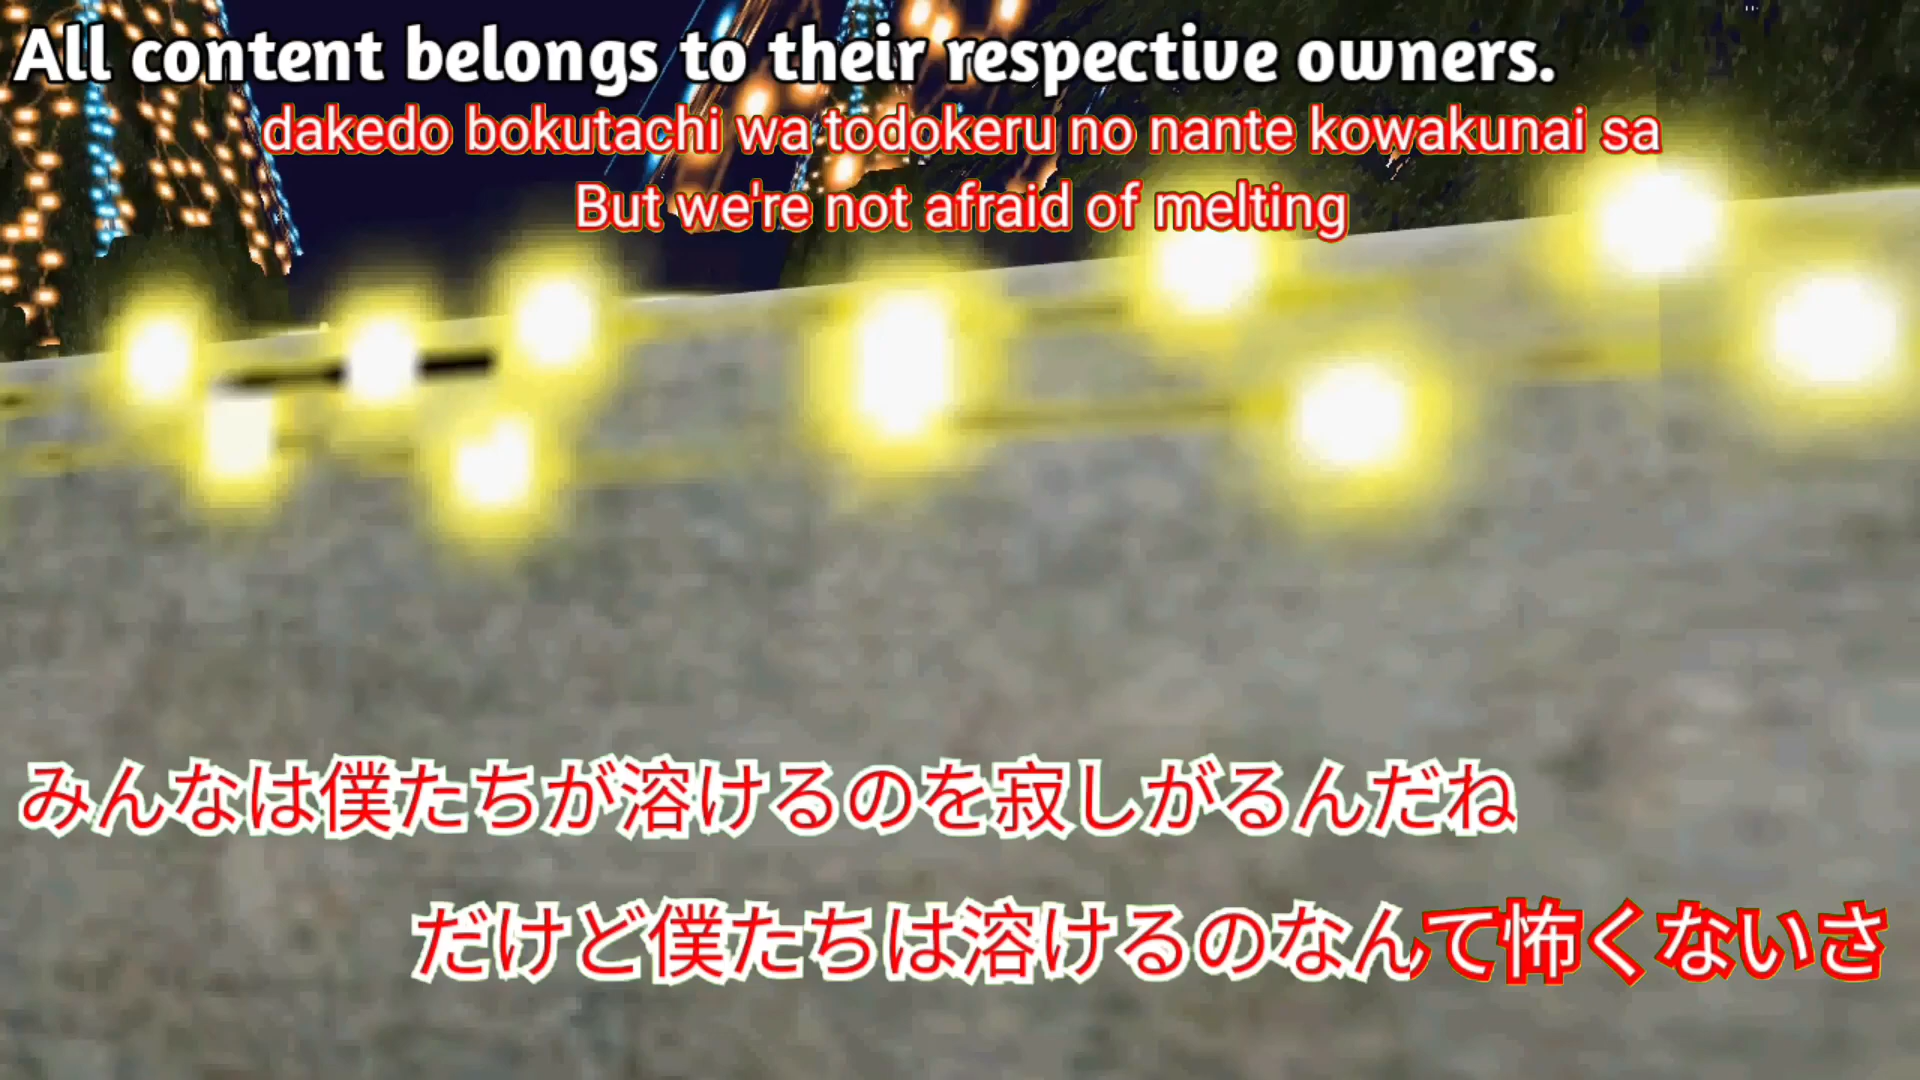 All content belongs to their respective owners.
dakedo bokutachi wa todokeru no nante kowakunai sa
But we're not afraid of melting
みんなは僕たちが溶けるのを寂しがるんだね
だけど僕たちは溶けるのなんて怖くないさ